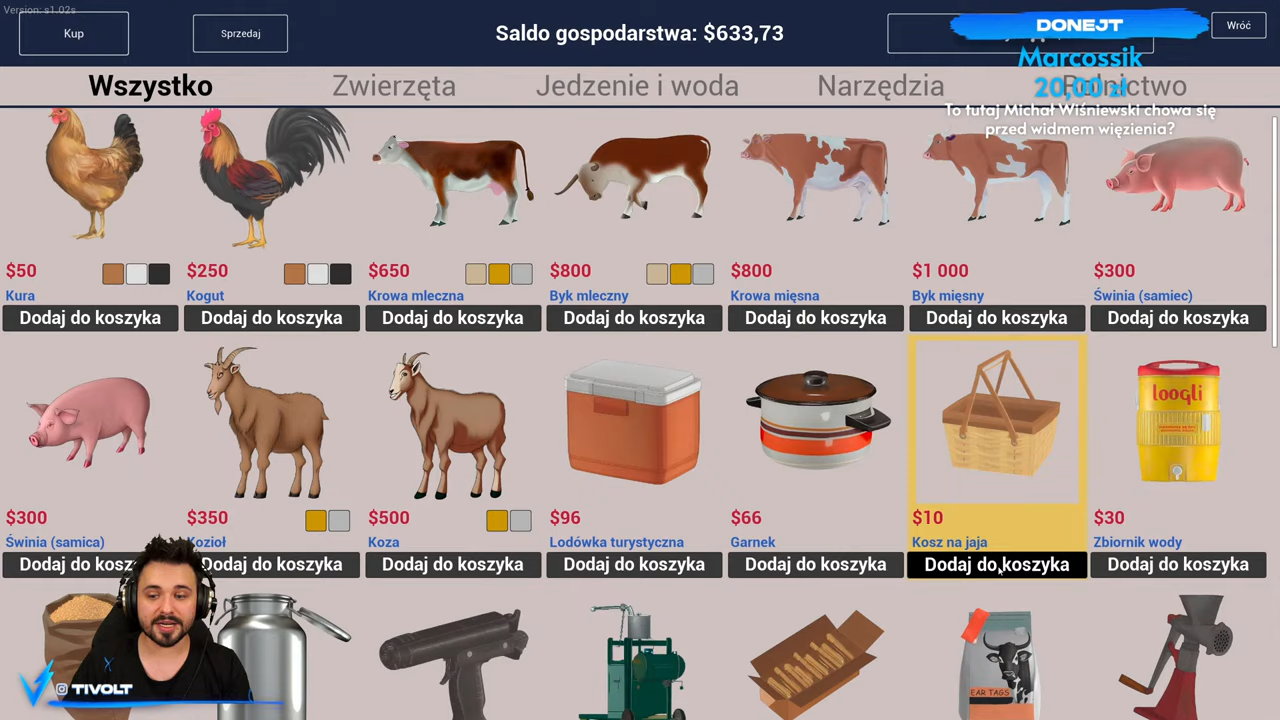 Version: s1.02s
Kup
Sprzedaj
Saldo gospodarstwa: $633,73
Wróć
DONEJT
Marcossik
20,00 zł
To tutaj Michał Wiśniewski chowa się
przed widmem więzienia?
Wszystko
Zwierzęta
Jedzenie i woda
Narzędzia
Rolnictwo
$50
$250
$650
$800
$800
$1 000
$300
Kura
Kogut
Krowa mleczna
Byk mleczny
Krowa mięsna
Byk mięsny
Świnia (samiec)
Dodaj do koszyka
Dodaj do koszyka
Dodaj do koszyka
Dodaj do koszyka
Dodaj do koszyka
Dodaj do koszyka
Dodaj do koszyka
loogli
$300
$350
$500
$96
$66
$10
$30
Świnia (samica)
Kozioł
Koza
Lodówka turystyczna
Garnek
Kosz na jaja
Zbiornik wody
Dodaj do kosz
Dodaj do koszyka
Dodaj do koszyka
Dodaj do koszyka
Dodaj do koszyka
Dodaj do koszyka
Dodaj do koszyka
EAR TAGS
TIVOLT